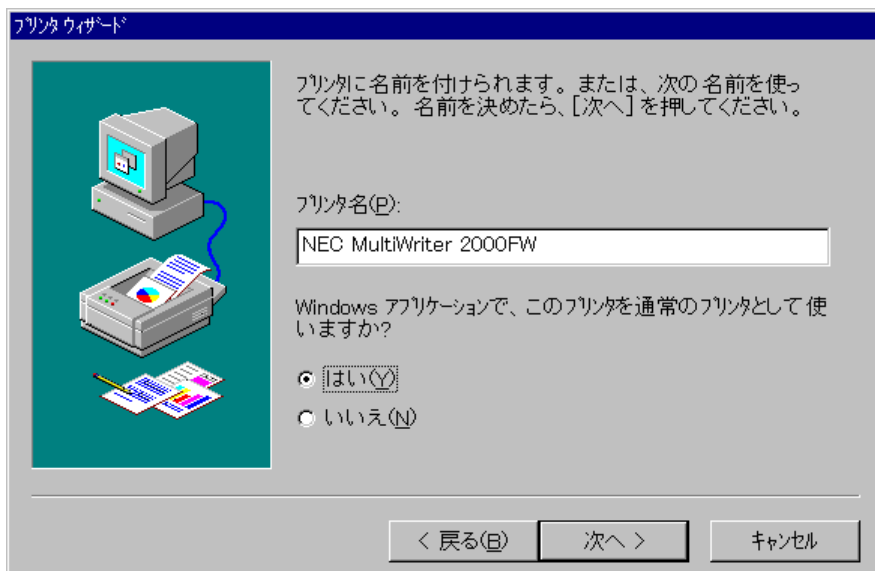 プリンタ ウィザード
プリンタに名前を付けられます。または、次の名前を使っ
てください。名前を決めたら、[次へ] を押してください。
プリンタ名(P):
NEC MultiWriter 2000FW
Windows アプリケーションで、このプリンタを通常のプリンタとして使
いますか?
はい(Y)
いいえ(N)
< 戻る(B)
次へ >
キャンセル